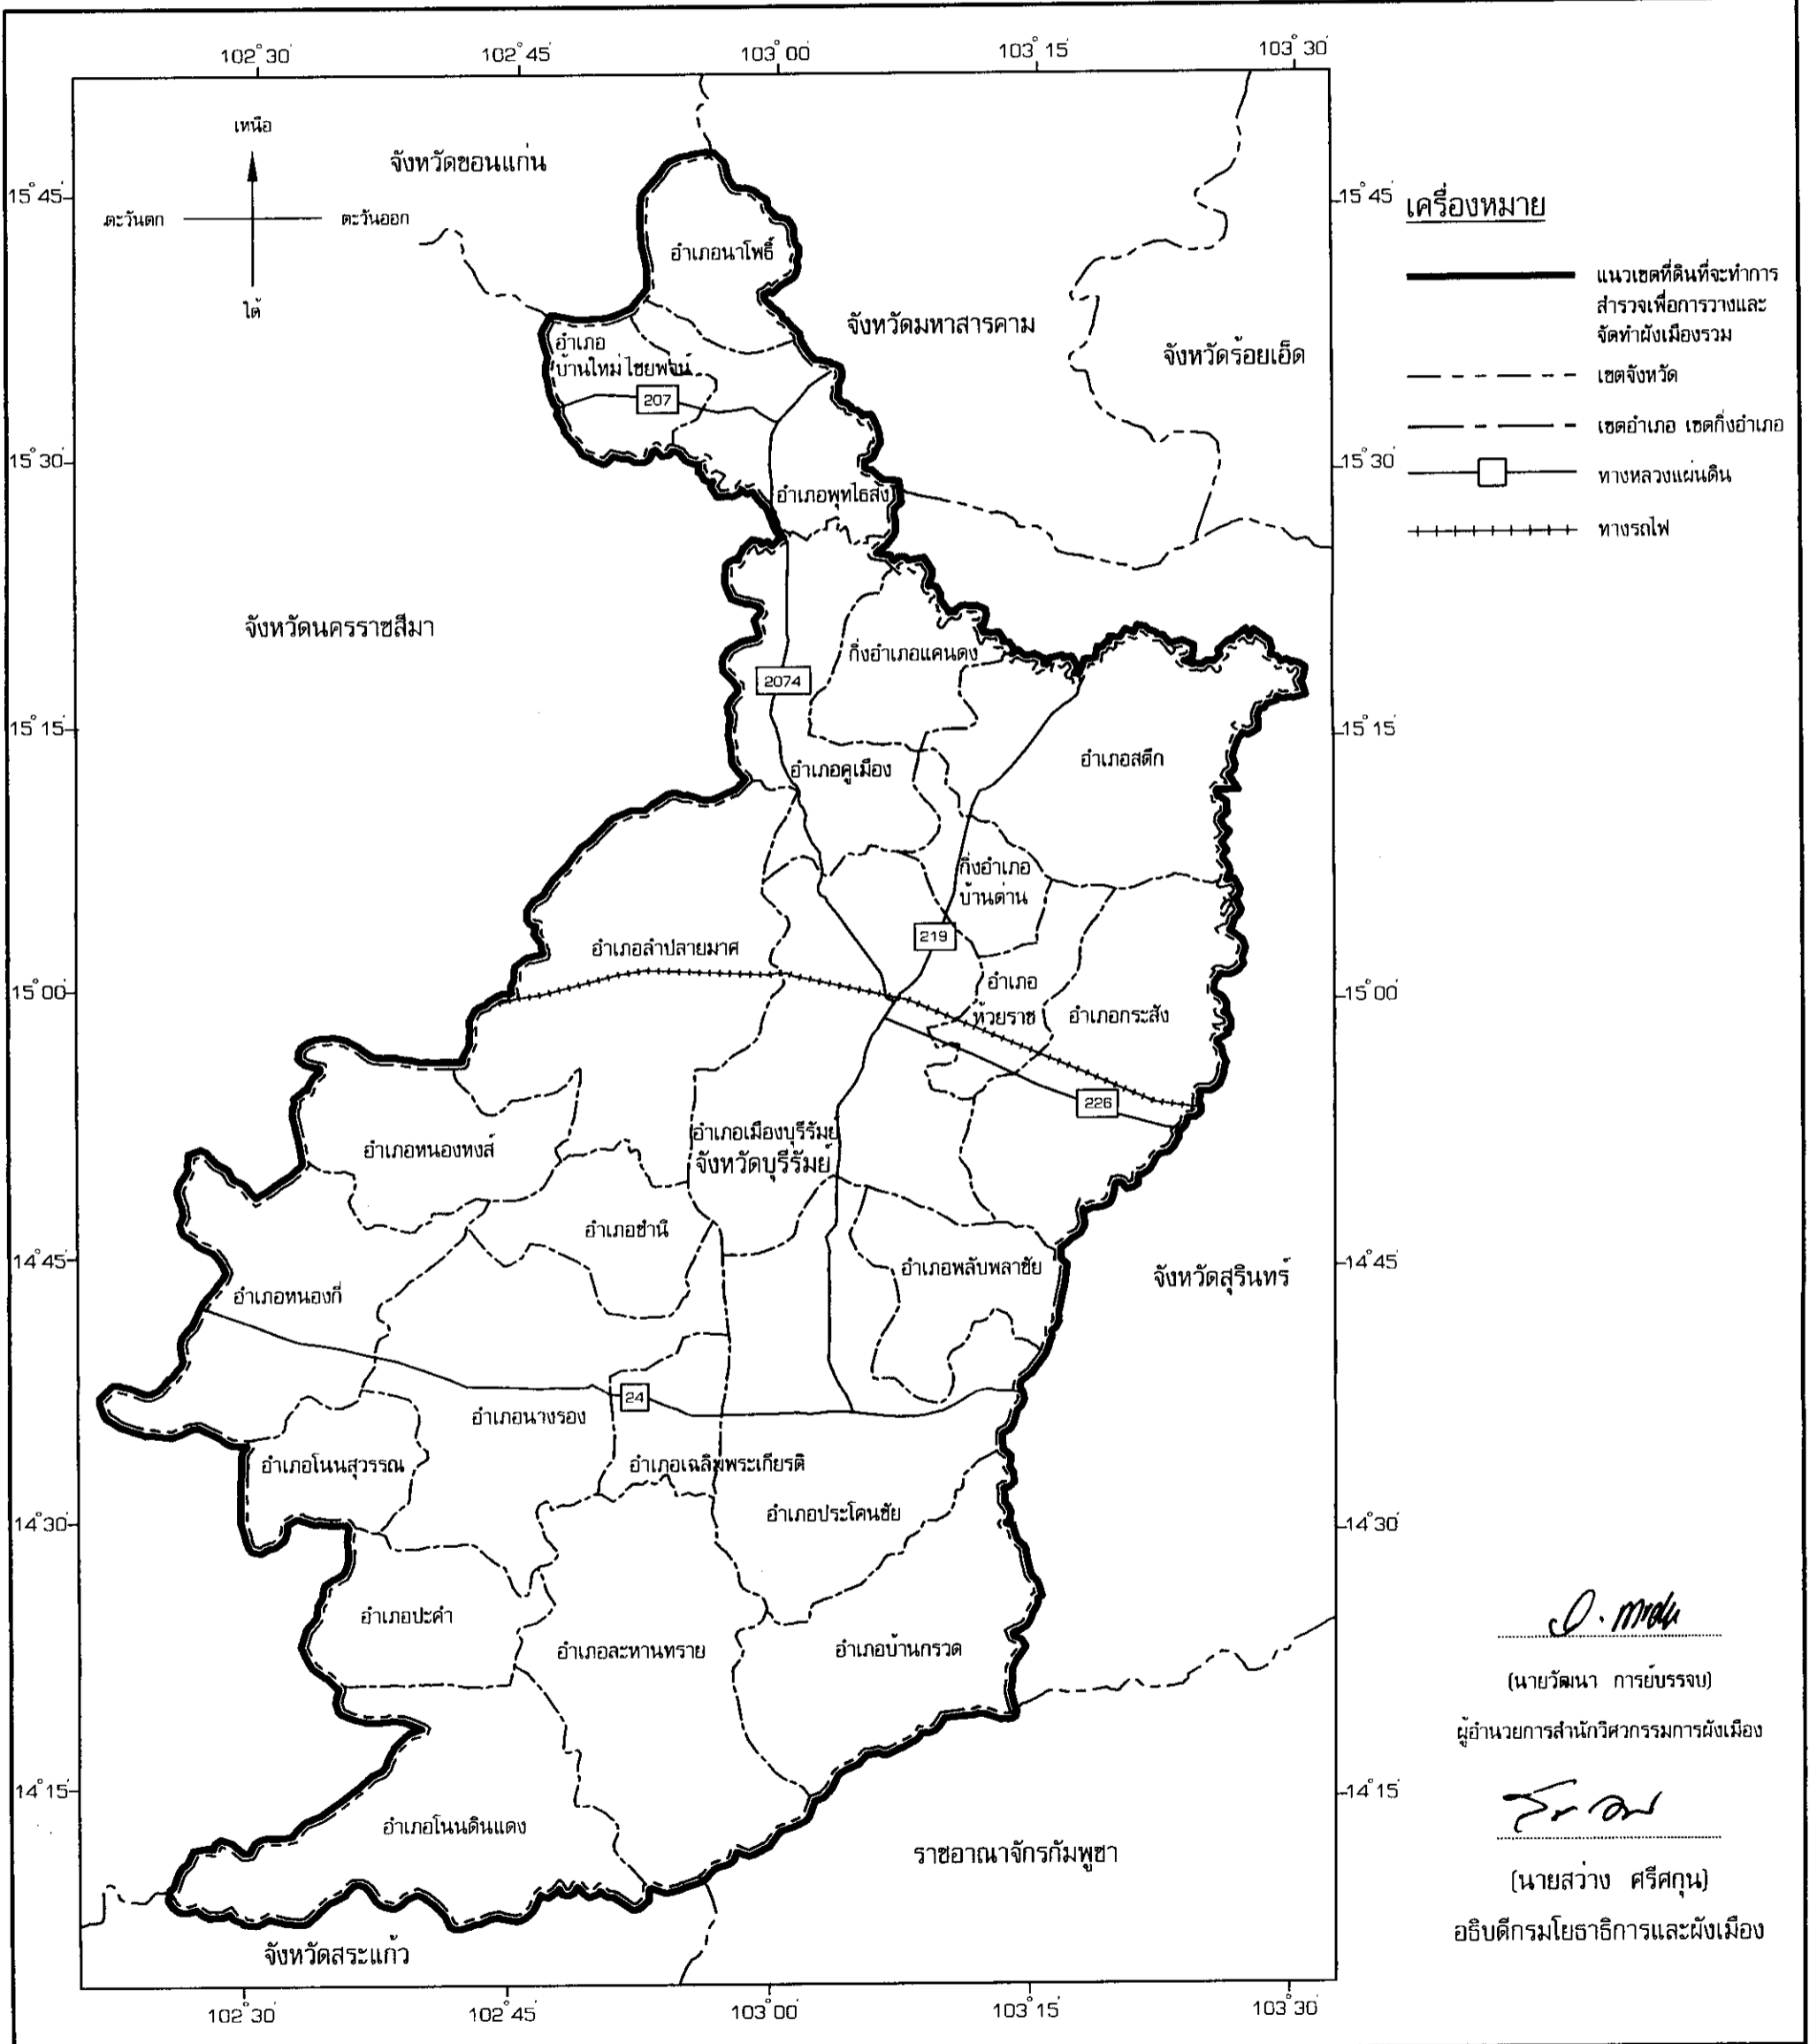 102°30' 102°45' 103°00' 103°15' 103°30'
เหนือ
จังหวัดขอนแก่น
15°45'
15°45'
เครื่องหมาย
ตะวันตก
ตะวันออก
อำเภอนาโพธิ์
ใต้
แนวเขตที่ดินที่จะทำการ
สำรวจเพื่อการวางและ
จัดทำผังเมืองรวม
จังหวัดมหาสารคาม
จังหวัดร้อยเอ็ด
อำเภอ
บ้านใหม่ไชยพจน์
207
เขตจังหวัด
เขตอำเภอ เขตกิ่งอำเภอ
15°30'
15°30'
ทางหลวงแผ่นดิน
อำเภอพุทไธสง
ทางรถไฟ
จังหวัดนครราชสีมา
กิ่งอำเภอแคนดง
2074
15°15'
15°15'
อำเภอสตึก
อำเภอคูเมือง
กิ่งอำเภอ
บ้านด่าน
219
อำเภอลำปลายมาศ
อำเภอ
ห้วยราช
15°00'
15°00'
อำเภอกระสัง
226
อำเภอเมืองบุรีรัมย์
จังหวัดบุรีรัมย์
อำเภอหนองหงส์
อำเภอชำนิ
14°45'
14°45'
อำเภอพลับพลาชัย
จังหวัดสุรินทร์
อำเภอหนองกี่
24
อำเภอนางรอง
อำเภอโนนสุวรรณ
อำเภอเฉลิมพระเกียรติ
อำเภอประโคนชัย
14°30'
14°30'
อำเภอปะคำ
อำเภอละหานทราย
อำเภอบ้านกรวด
(นายวัฒนา การย์บรรจบ)
ผู้อำนวยการสำนักวิศวกรรมการผังเมือง
14°15'
14°15'
อำเภอโนนดินแดง
ราชอาณาจักรกัมพูชา
(นายสว่าง ศรีศกุน)
อธิบดีกรมโยธาธิการและผังเมือง
จังหวัดสระแก้ว
102°30' 102°45' 103°00' 103°15' 103°30'